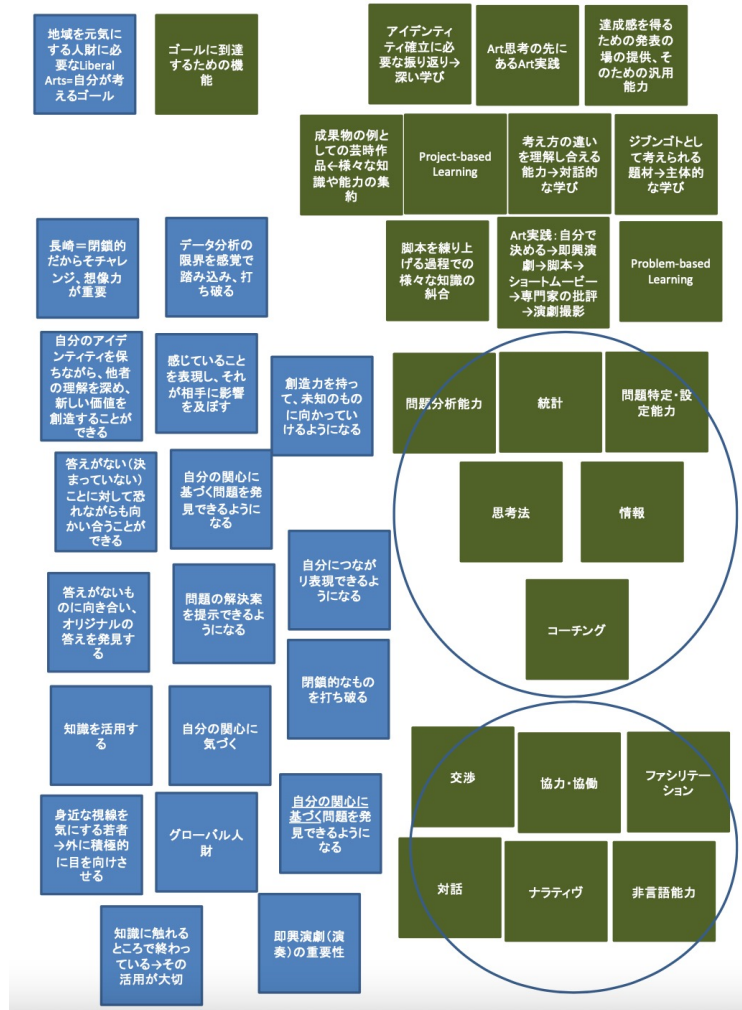 地域を元気に
する人財に必
要なLiberal
Arts=自分が考
えるゴール
ゴールに到達
するための機
能
アイデンティ
ティ確立に必
要な振り返り→
深い学び
Art思考の先に
あるArt実践
達成感を得る
ための発表の
場の提供、そ
のための汎用
能力
成果物の例と
しての芸時作
品←様々な知
識や能力の集
約
Project-based
Learning
考え方の違い
を理解し合える
能力→対話的
な学び
ジブンゴトとし
て考えられる
題材→主体的
な学び
長崎＝閉鎖的
だからそチャレ
ンジ、想像力
が重要
データ分析の
限界を感覚で
踏み込み、打
ち破る
脚本を練り上
げる過程での
様々な知識の
糾合
Art実践：自分で
決める→即興演
劇→脚本→
ショートムービー
→専門家の批評
→演劇撮影
Problem-based
Learning
自分のアイデ
ンティティを保
ちながら、他者
の理解を深め、
新しい価値を
創造することが
できる
感じていること
を表現し、それ
が相手に影響
を及ぼす
創造力を持っ
て、未知のもの
に向かってい
けるようになる
問題分析能力
統計
問題特定・設
定能力
答えがない（決
まっていない）
ことに対して恐
れながらも向
かい合うことが
できる
自分の関心に
基づく問題を発
見できるように
なる
思考法
情報
自分につなが
り表現できるよ
うになる
答えがないも
のに向き合い、
オリジナルの
答えを発見す
る
問題の解決案
を提示できるよ
うになる
コーチング
閉鎖的なもの
を打ち破る
知識を活用す
る
自分の関心に
気づく
交渉
協力・協働
ファシリテー
ション
身近な視線を
気にする若者
→外に積極的
に目を向けさせ
る
グローバル人
財
自分の関心に
基づく問題を発
見できるように
なる
対話
ナラティヴ
非言語能力
知識に触れる
ところで終わっ
ている→その
活用が大切
即興演劇（演
奏）の重要性